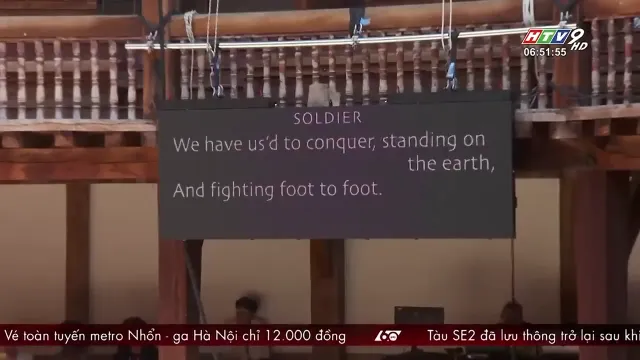 HTV9 HD
06:51:55
SOLDIER
We have us'd to conquer, standing on
the earth,
And fighting foot to foot.
Vé toàn tuyến metro Nhổn - ga Hà Nội chỉ 12.000 đồng
60
Tàu SE2 đã lưu thông trở lại sau khi